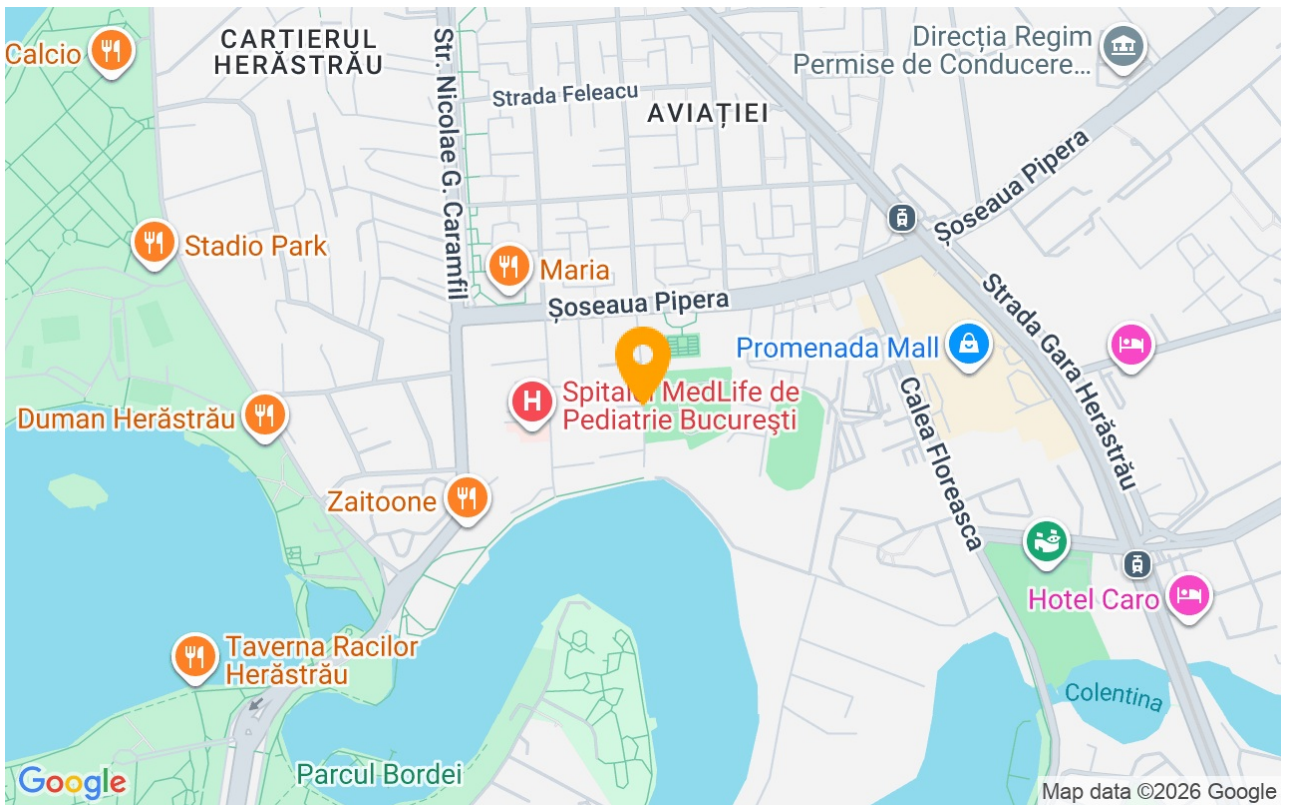 Calcio
CARTIERUL
HERĂSTRĂU
Str. Nicolae G. Caramfil
Strada Feleacu
AVIAȚIEI
Direcția Regim
Permise de Conducere...
Șoseaua Pipera
Stadio Park
Maria
Șoseaua Pipera
Strada Gara Herăstrău
Promenada Mall
Duman Herăstrău
Spitalul MedLife de
Pediatrie Bucureşti
Calea Floreasca
Zaitoone
Hotel Caro
Taverna Racilor
Herăstrău
Colentina
Parcul Bordei
Google
Map data ©2026 Google